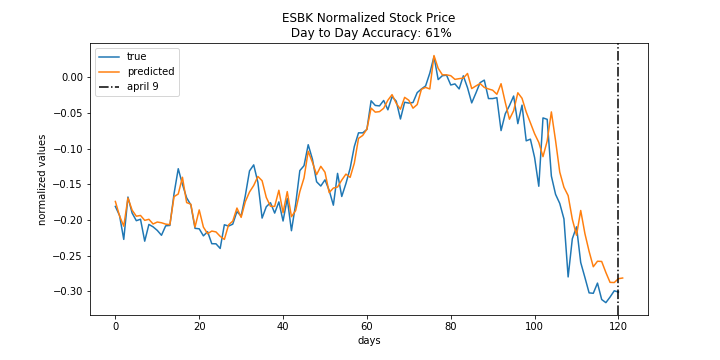 ESBK Normalized Stock Price
Day to Day Accuracy: 61%
true
predicted
april 9
normalized values
0.00
−0.05
−0.10
−0.15
−0.20
−0.25
−0.30
0
20
40
60
80
100
120
days